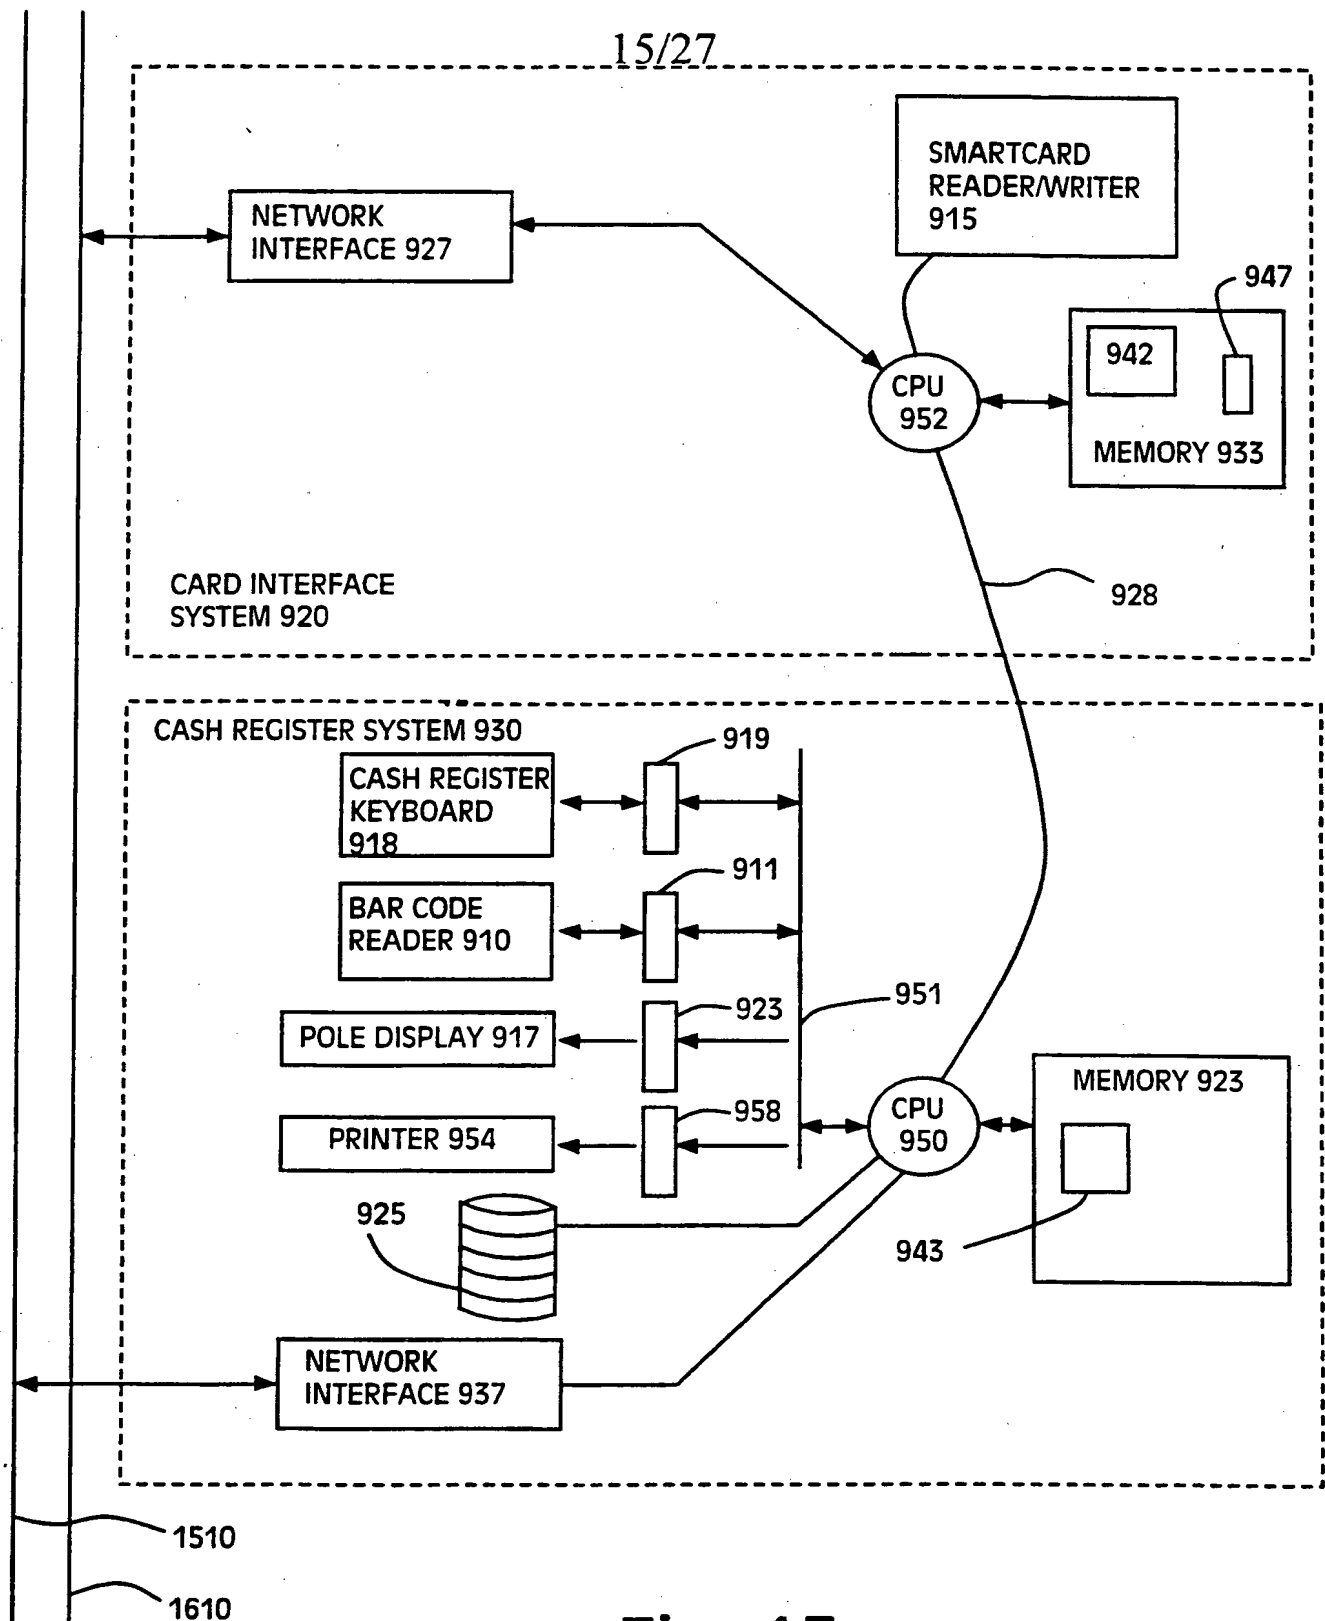 15/27
SMARTCARD
READER/WRITER
915
NETWORK
INTERFACE 927
947
942
CPU
952
MEMORY 933
CARD INTERFACE
SYSTEM 920
928
CASH REGISTER SYSTEM 930
919
CASH REGISTER
KEYBOARD
918
911
BAR CODE
READER 910
951
923
POLE DISPLAY 917
MEMORY 923
958
CPU
950
PRINTER 954
925
943
NETWORK
INTERFACE 937
1510
1610